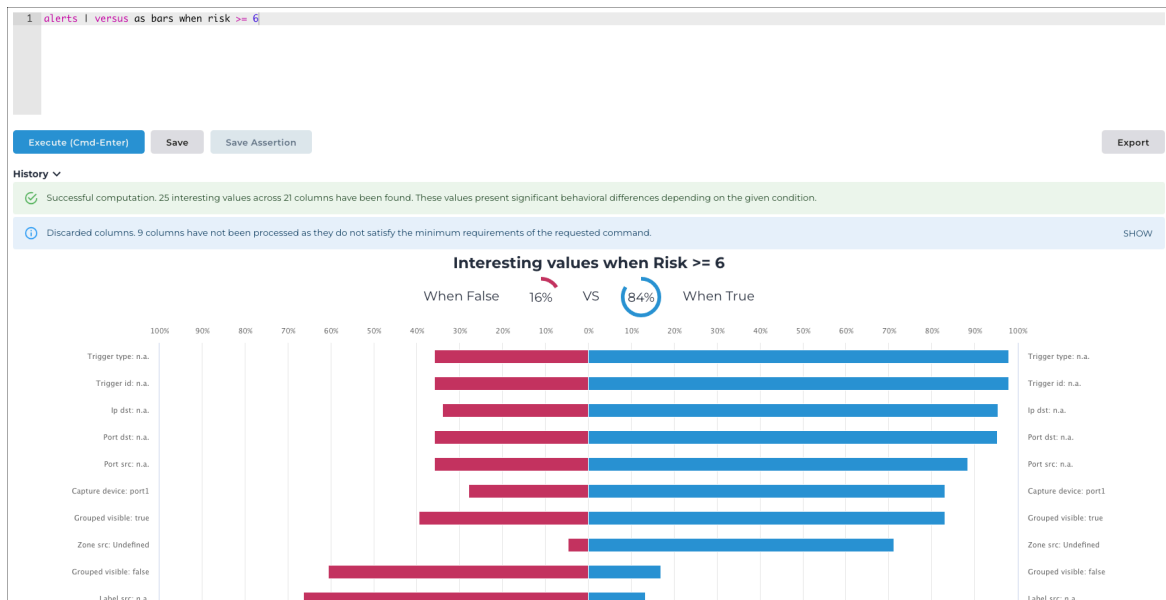 1 alerts | versus as bars when risk >= 6
Execute (Cmd-Enter) Save Save Assertion Export
History
Successful computation. 25 interesting values across 21 columns have been found. These values present significant behavioral differences depending on the given condition.
Discarded columns. 9 columns have not been processed as they do not satisfy the minimum requirements of the requested command. SHOW
Interesting values when Risk >= 6
When False 16% VS 84% When True
100% 90% 80% 70% 60% 50% 40% 30% 20% 10% 0% 10% 20% 30% 40% 50% 60% 70% 80% 90% 100%
Trigger type: n.a. Trigger type: n.a.
Trigger id: n.a. Trigger id: n.a.
Ip dst: n.a. Ip dst: n.a.
Port dst: n.a. Port dst: n.a.
Port src: n.a. Port src: n.a.
Capture device: port1 Capture device: port1
Grouped visible: true Grouped visible: true
Zone src: Undefined Zone src: Undefined
Grouped visible: false Grouped visible: false
Label src: n.a. Label src: n.a.